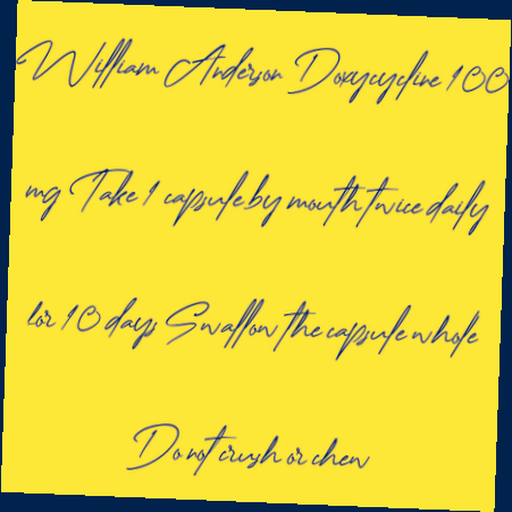 William Anderson Doxycycline 100
mg Take 1 capsule by mouth twice daily
for 10 days Swallow the capsule whole
Do not crush or chew